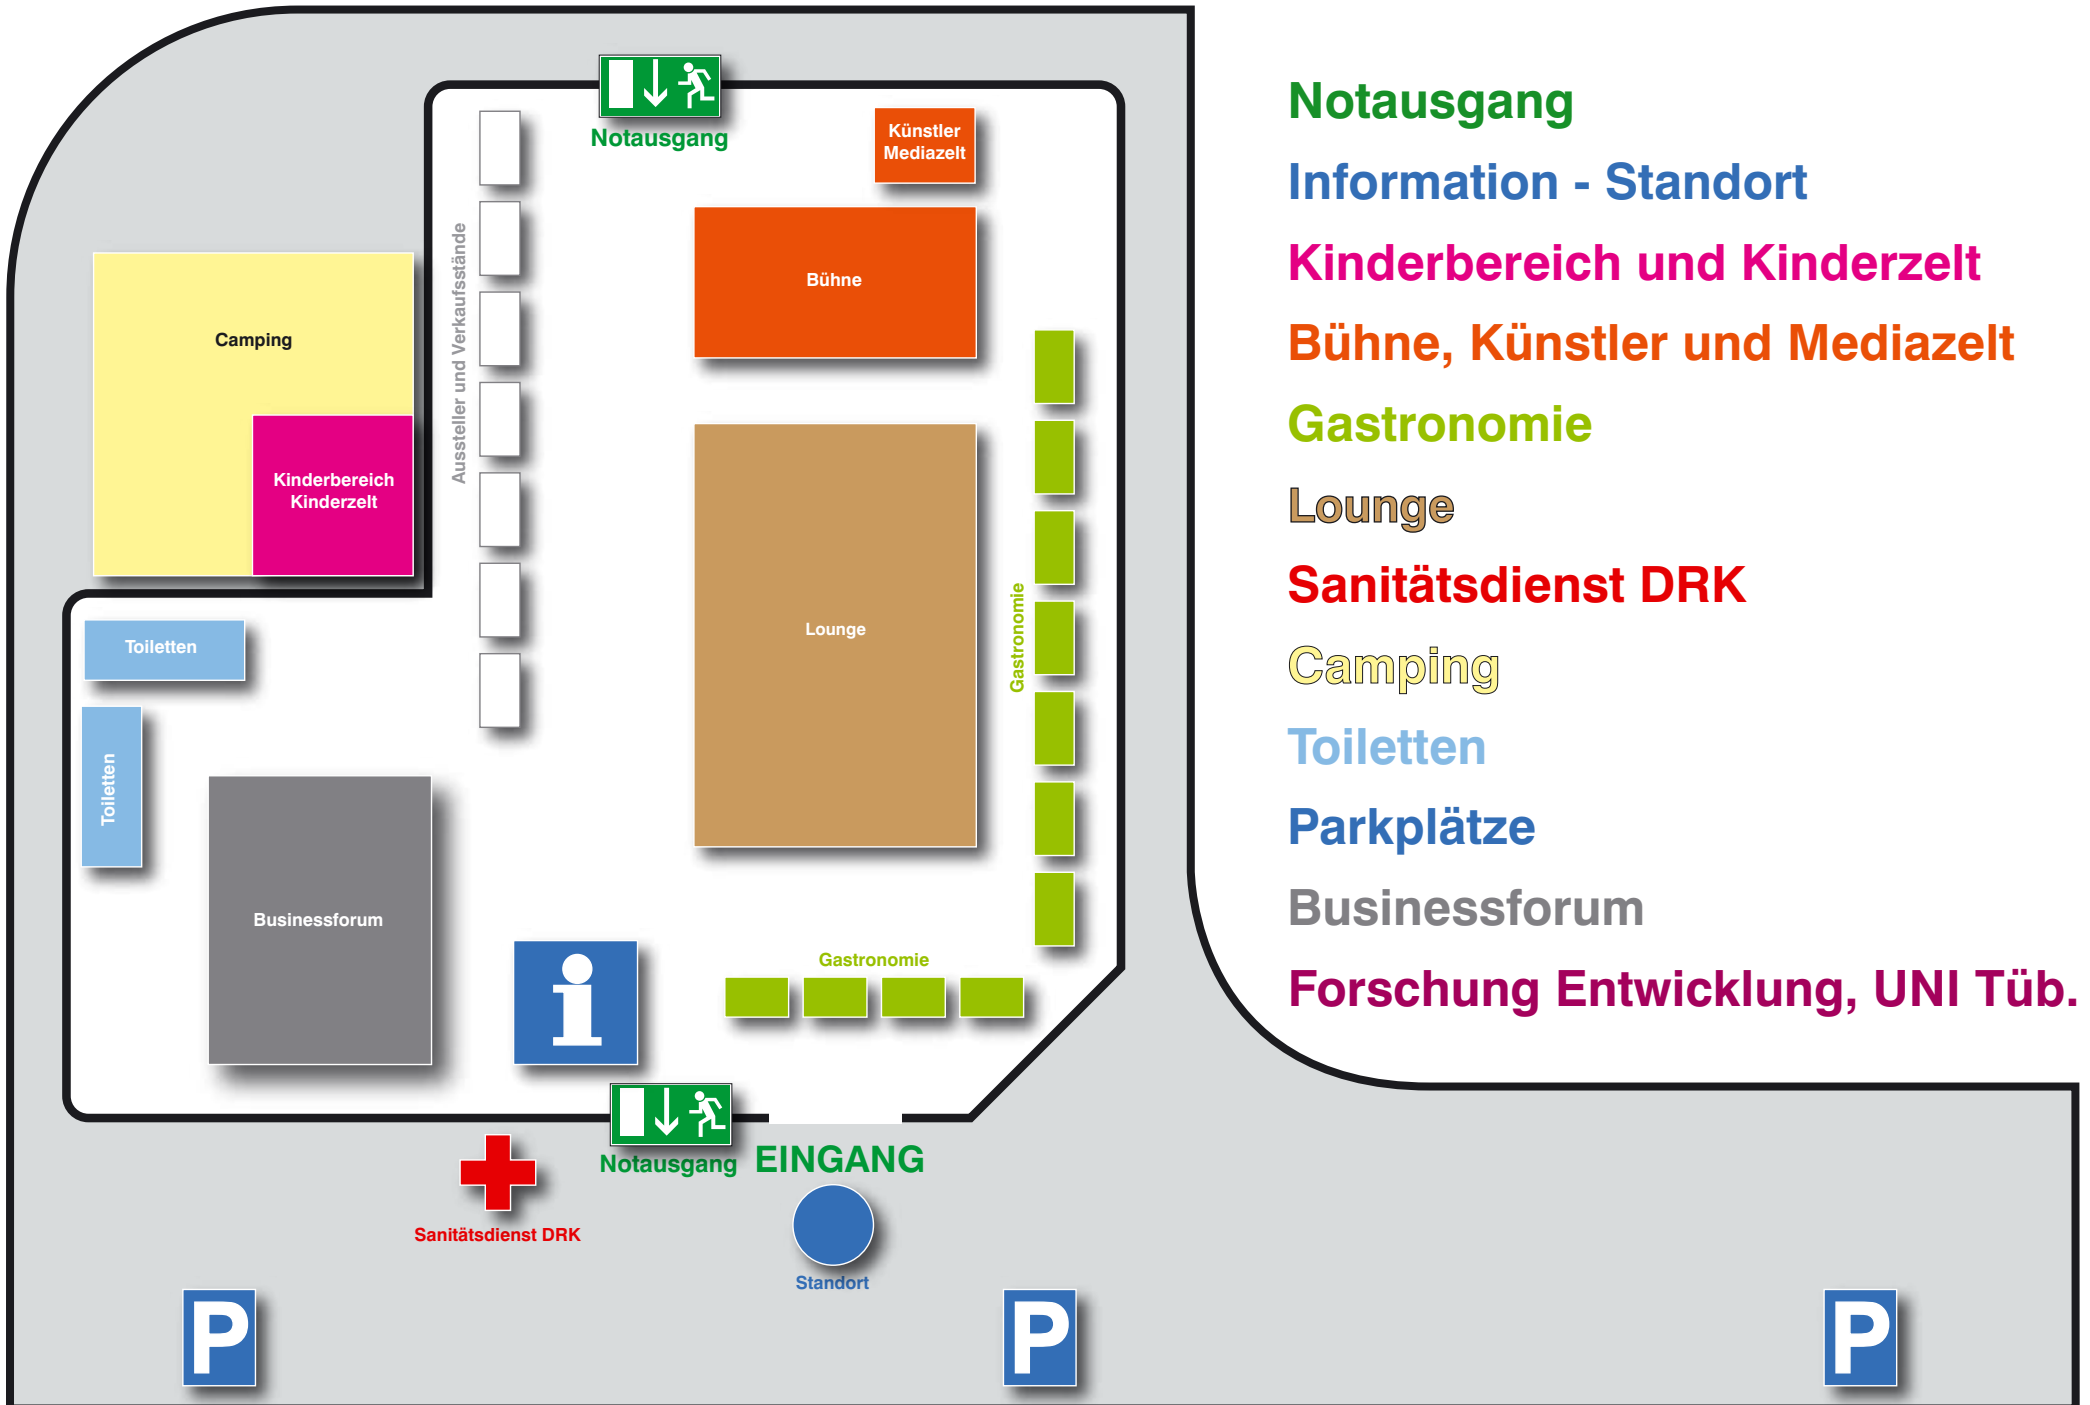 Notausgang
Künstler
Mediazelt
Bühne
Aussteller und Verkaufsstände
Camping
Kinderbereich
Kinderzelt
Toiletten
Toiletten
Lounge
Gastronomie
Businessforum
i
Gastronomie
Notausgang
EINGANG
Sanitätsdienst DRK
Standort
P
P
P
Notausgang
Information - Standort
Kinderbereich und Kinderzelt
Bühne, Künstler und Mediazelt
Gastronomie
Lounge
Sanitätsdienst DRK
Camping
Toiletten
Parkplätze
Businessforum
Forschung Entwicklung, UNI Tüb.